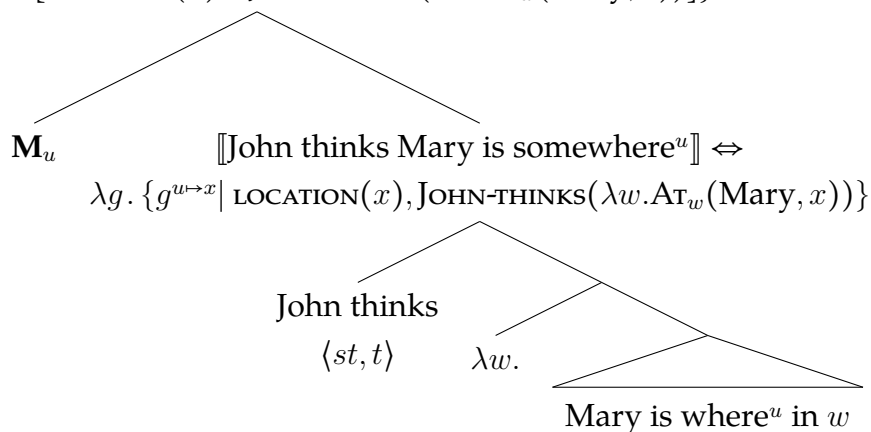 M_u
⟦John thinks Mary is somewhere^u⟧ ⇔
λg. {g^{u↦x}| LOCATION(x), JOHN-THINKS(λw.AT_w(Mary, x))}
John thinks
⟨st, t⟩
λw.
Mary is where^u in w